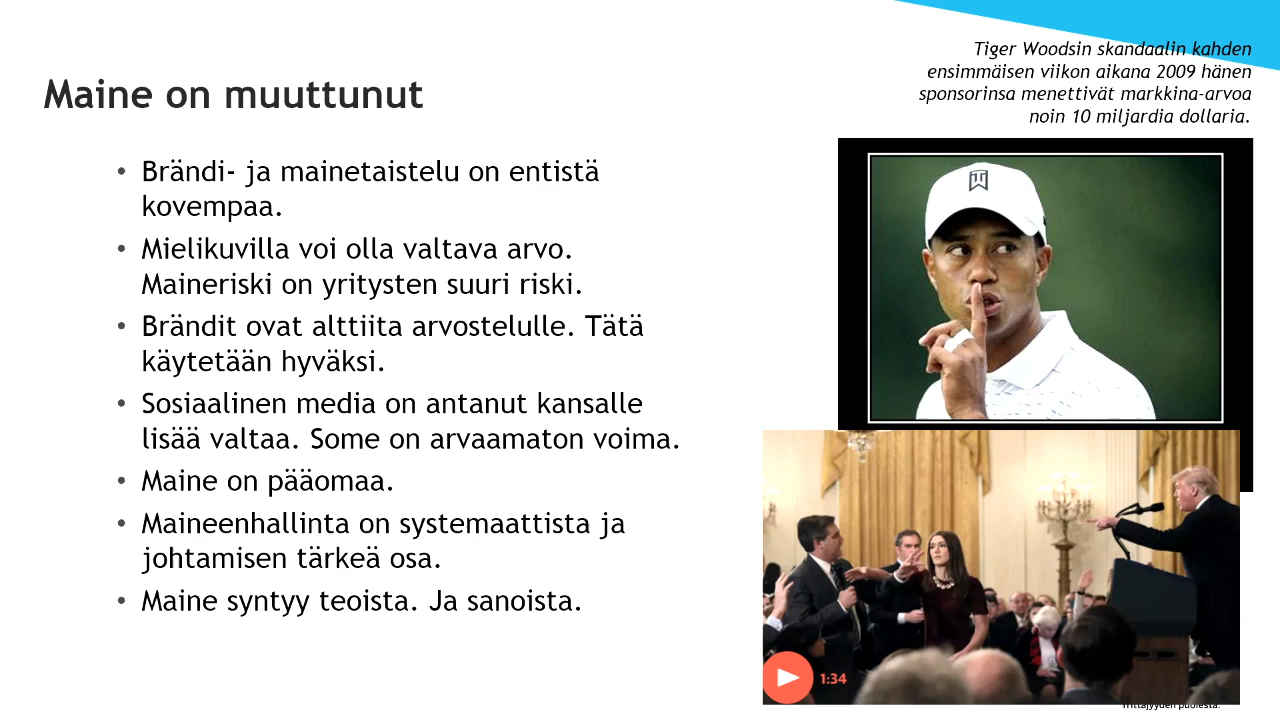 Tiger Woodsin skandaalin kahden
ensimmäisen viikon aikana 2009 hänen
sponsorinsa menettivät markkina-arvoa
noin 10 miljardia dollaria.
Maine on muuttunut
• Brändi- ja mainetaistelu on entistä
kovempaa.
• Mielikuvilla voi olla valtava arvo.
Maineriski on yritysten suuri riski.
• Brändit ovat alttiita arvostelulle. Tätä
käytetään hyväksi.
• Sosiaalinen media on antanut kansalle
lisää valtaa. Some on arvaamaton voima.
• Maine on pääomaa.
• Maineenhallinta on systemaattista ja
johtamisen tärkeä osa.
• Maine syntyy teoista. Ja sanoista.
1:34